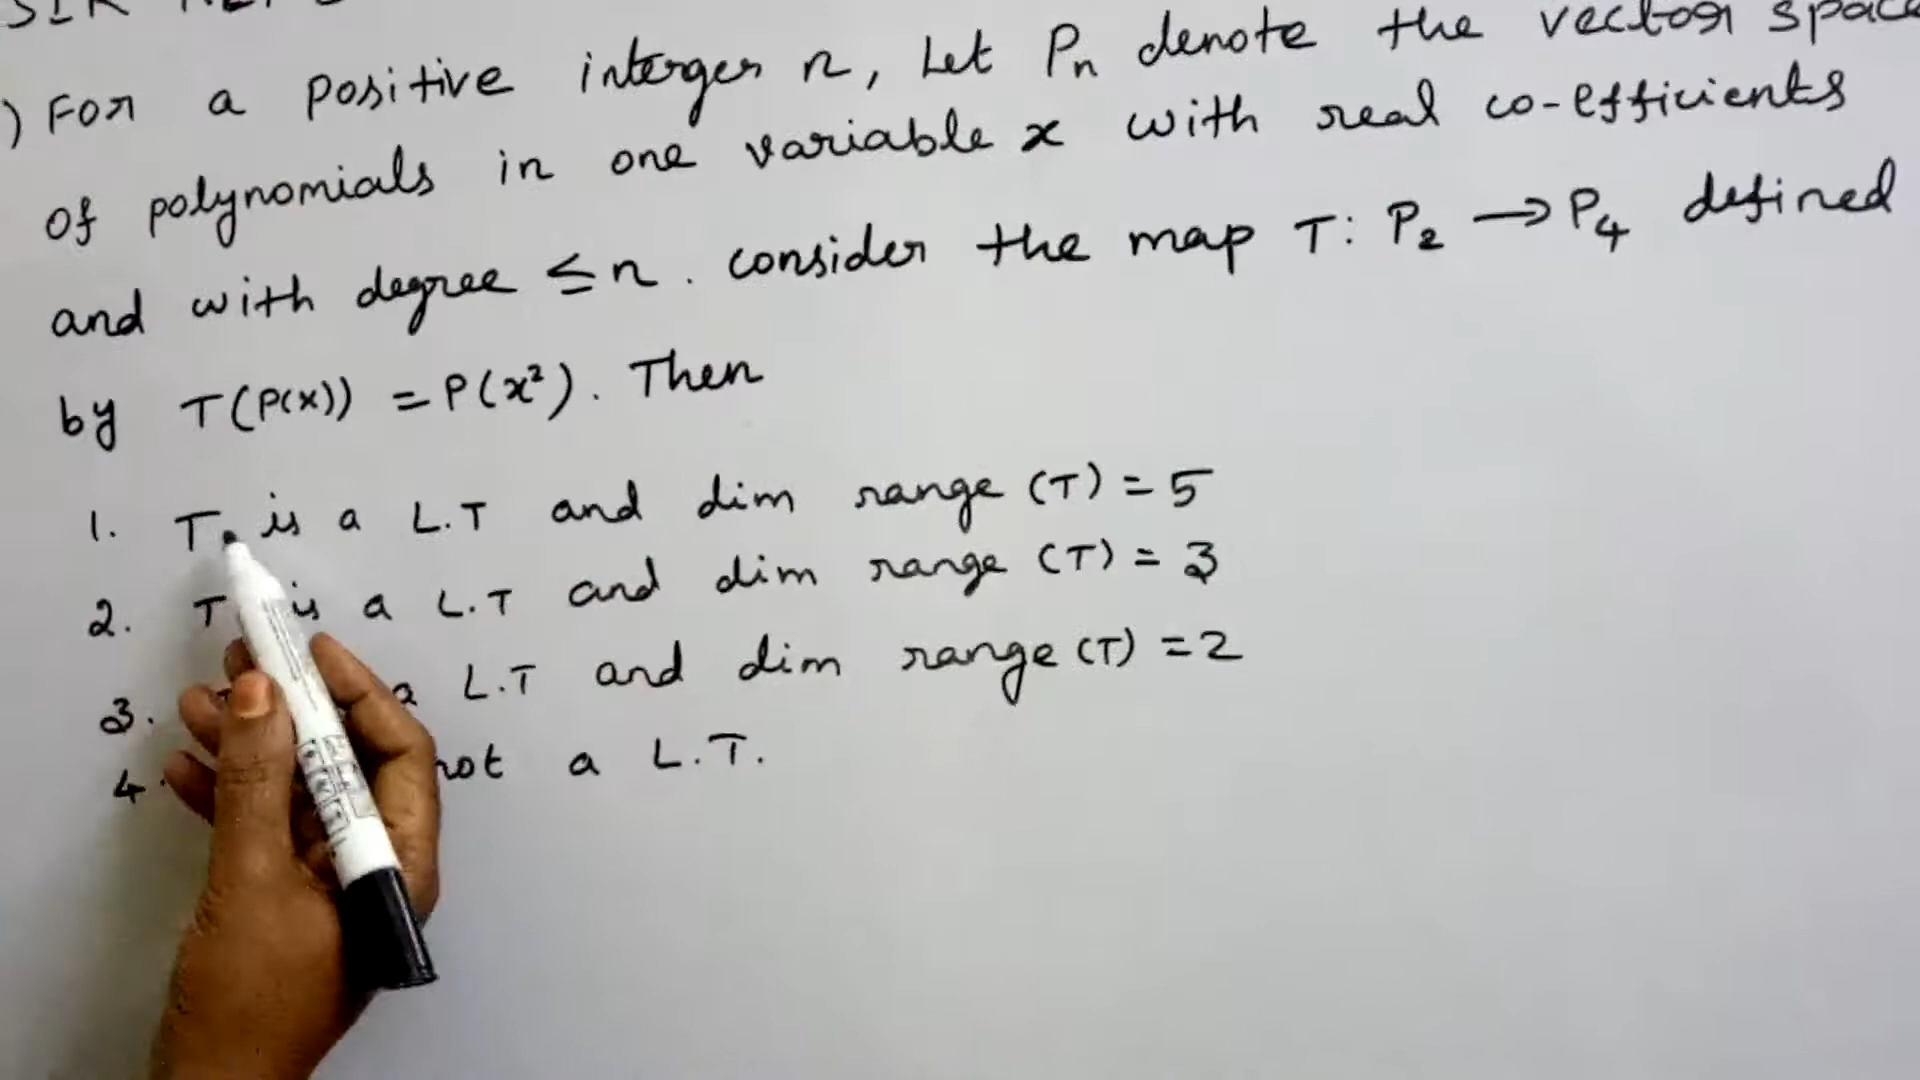 ) For a positive interger n, Let Pn denote the vector space
of polynomials in one variable x with real co-efficients
and with degree ≤ n. consider the map T: P₂ → P₄ defined
by T(P(x)) = P(x²). Then
1. T is a L.T and dim range (T) = 5
2. T is a L.T and dim range (T) = 3
3. a L.T and dim range (T) = 2
4. not a L.T.